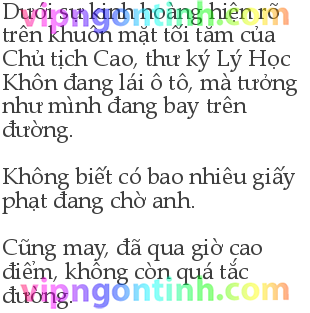 Dưới sự kinh hoàng hiện rõ
vipngontinh.com
trên khuôn mặt tối tăm của
Chủ tịch Cao, thư ký Lý Học
Khôn đang lái ô tô, mà tưởng
như mình đang bay trên
đường.
Không biết có bao nhiêu giấy
phạt đang chờ anh.
Cũng may, đã qua giờ cao
điểm, không còn quá tắc
vipngontinh.com
đường.